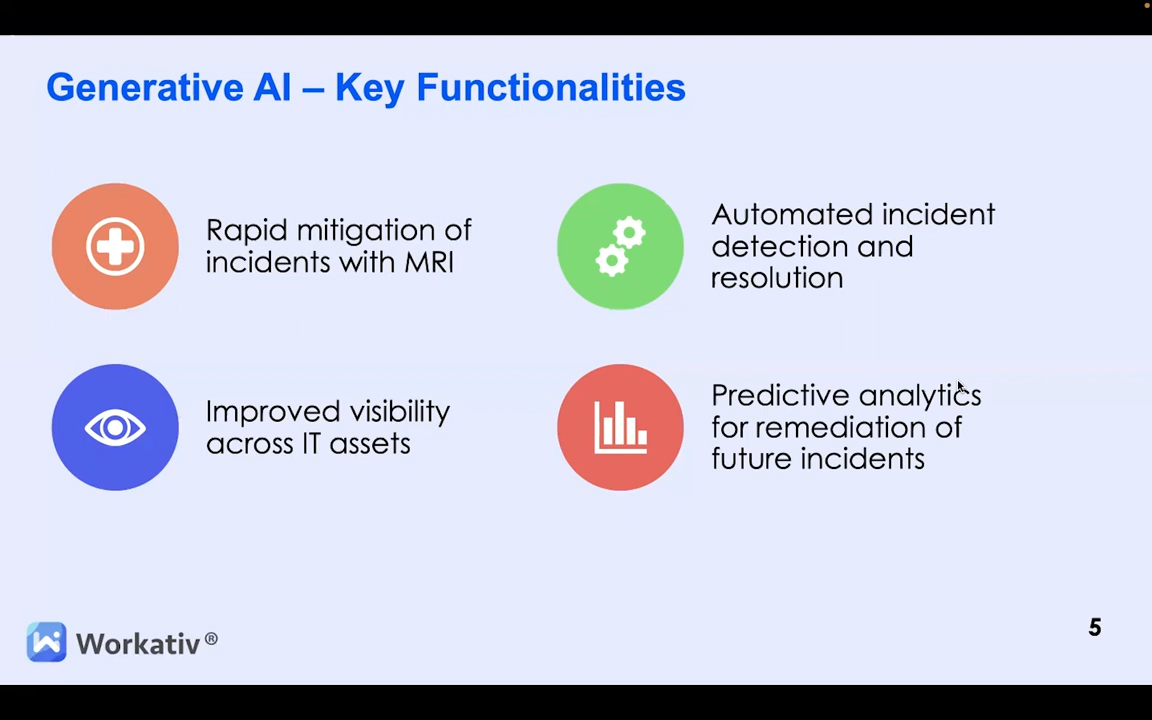 Generative AI – Key Functionalities
Rapid mitigation of
incidents with MRI
Automated incident
detection and
resolution
Improved visibility
across IT assets
Predictive analytics
for remediation of
future incidents
Workativ®
5